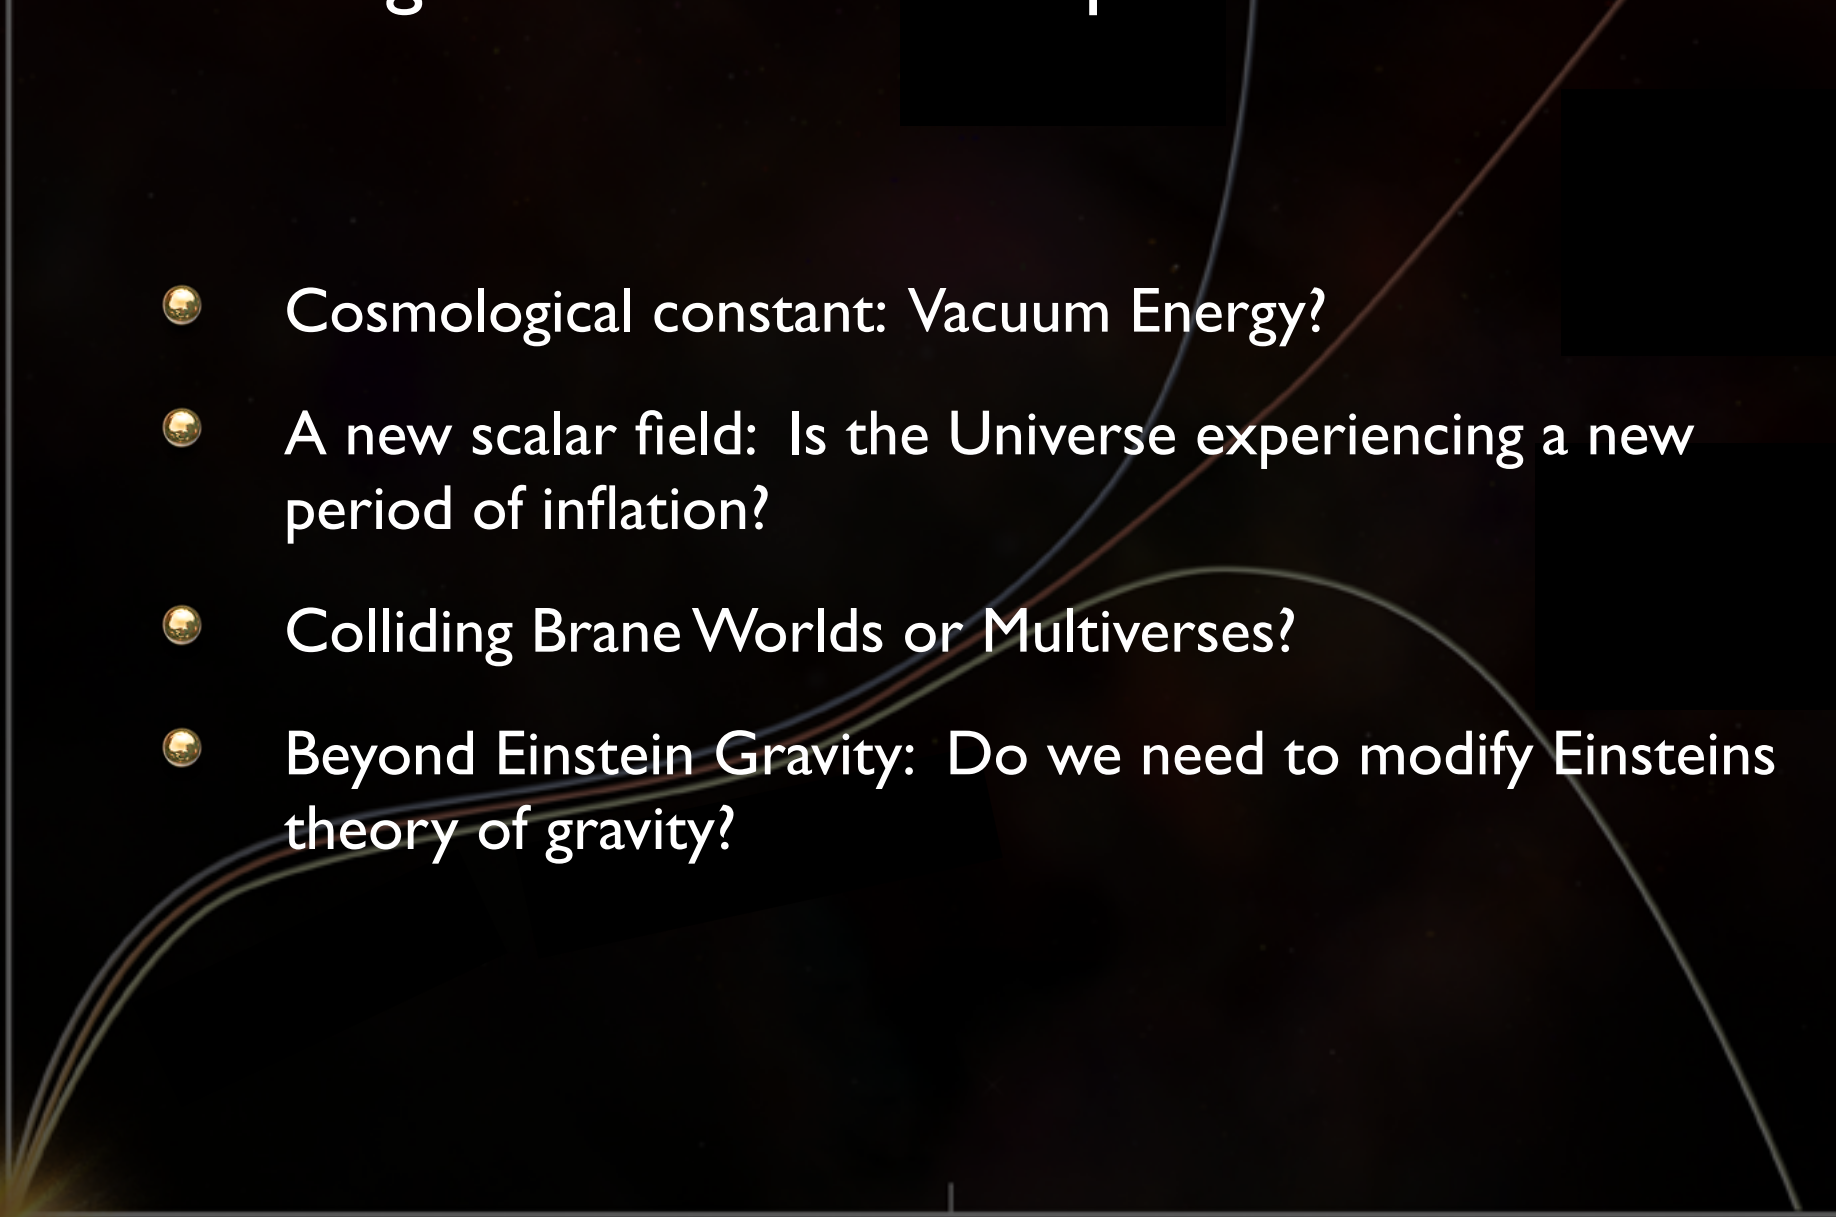 Cosmological constant: Vacuum Energy?
A new scalar field: Is the Universe experiencing a new
period of inflation?
Colliding Brane Worlds or Multiverses?
Beyond Einstein Gravity: Do we need to modify Einsteins
theory of gravity?